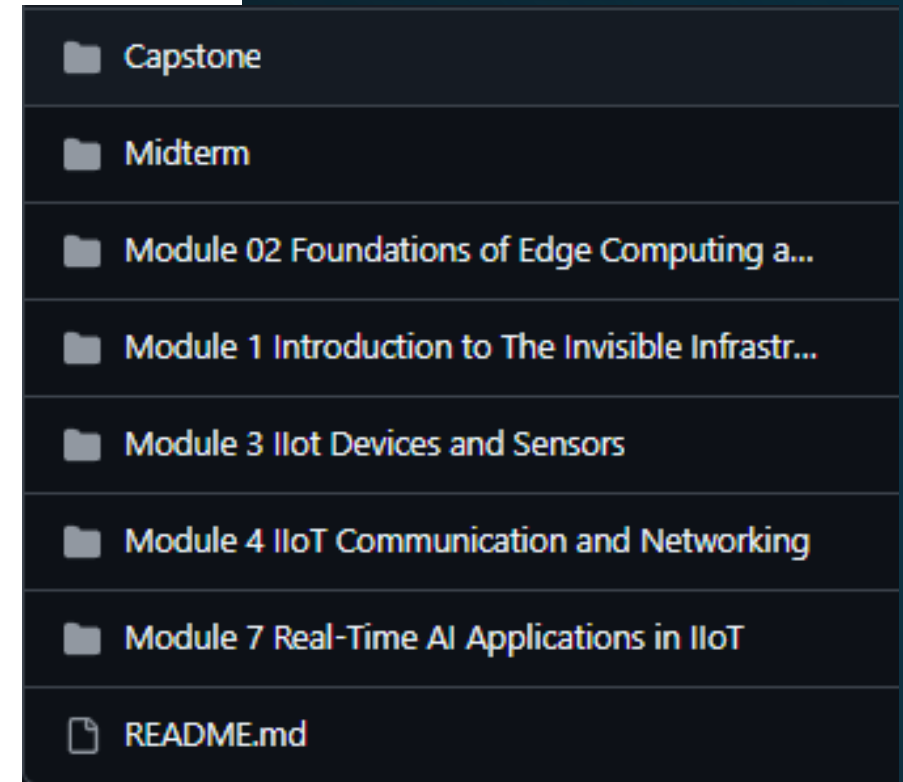 Capstone
Midterm
Module 02 Foundations of Edge Computing a...
Module 1 Introduction to The Invisible Infrastr...
Module 3 IIot Devices and Sensors
Module 4 IIoT Communication and Networking
Module 7 Real-Time AI Applications in IIoT
README.md